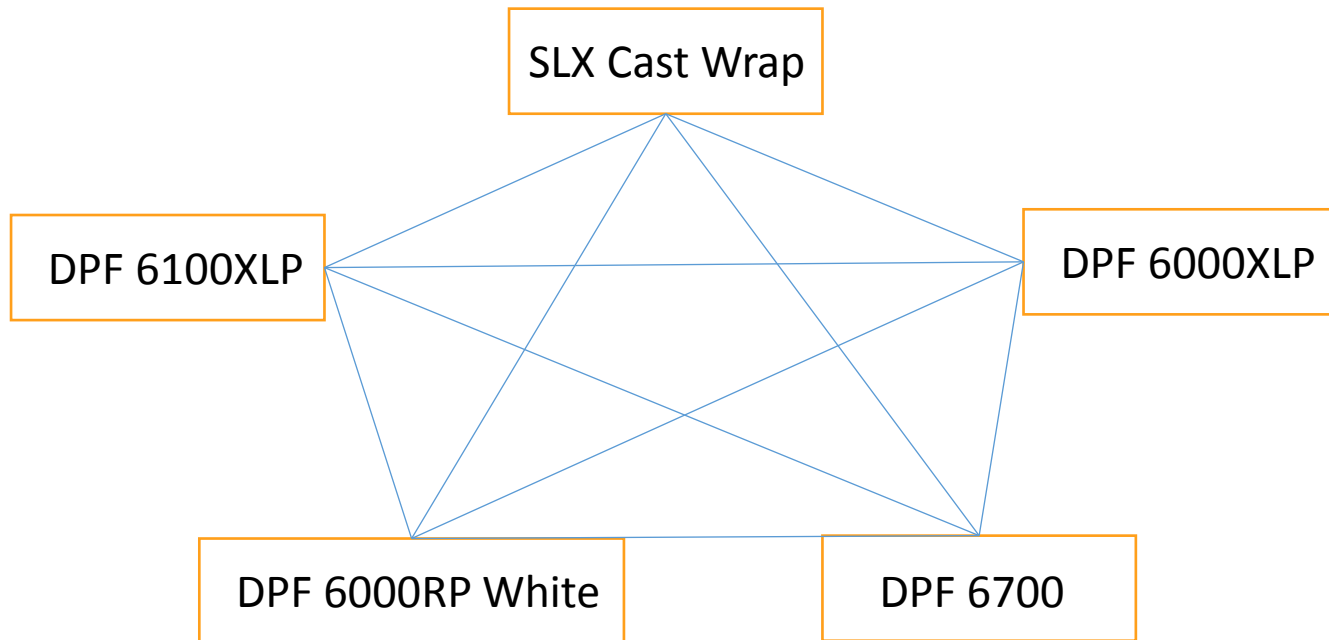 SLX Cast Wrap
DPF 6100XLP
DPF 6000XLP
DPF 6000RP White
DPF 6700